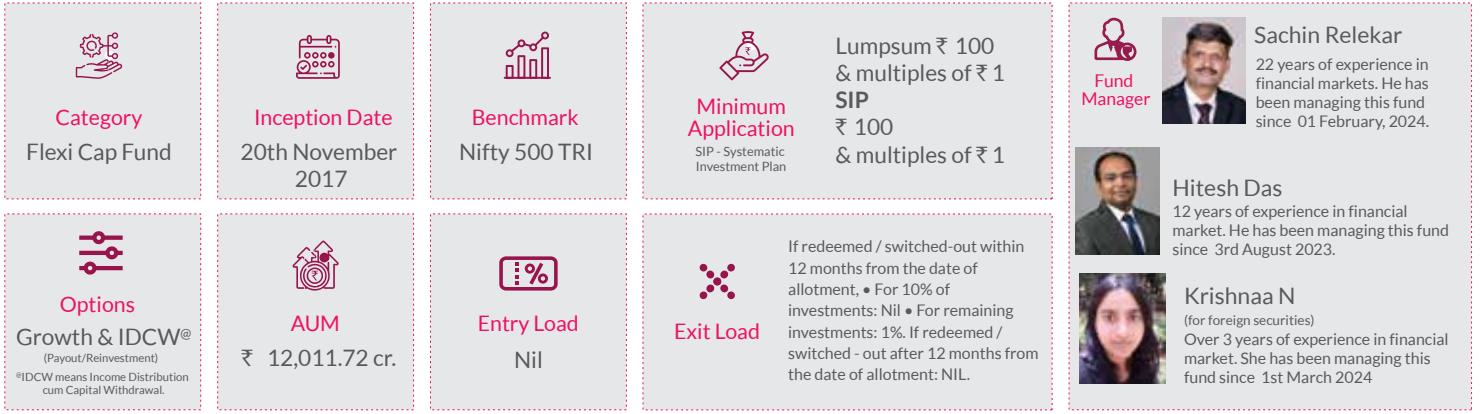 Category
Flexi Cap Fund
Inception Date
20th November
2017
Benchmark
Nifty 500 TRI
Minimum
Application
SIP - Systematic
Investment Plan
Lumpsum ₹ 100
& multiples of ₹ 1
SIP
₹ 100
& multiples of ₹ 1
Options
Growth & IDCW@
(Payout/Reinvestment)
@IDCW means Income Distribution
cum Capital Withdrawal.
AUM
₹ 12,011.72 cr.
%
Entry Load
Nil
Exit Load
If redeemed / switched-out within
12 months from the date of
allotment, • For 10% of
investments: Nil • For remaining
investments: 1%. If redeemed /
switched - out after 12 months from
the date of allotment: NIL.
Fund
Manager
Sachin Relekar
22 years of experience in
financial markets. He has
been managing this fund
since 01 February, 2024.
Hitesh Das
12 years of experience in financial
market. He has been managing this fund
since 3rd August 2023.
Krishnaa N
(for foreign securities)
Over 3 years of experience in financial
market. She has been managing this
fund since 1st March 2024